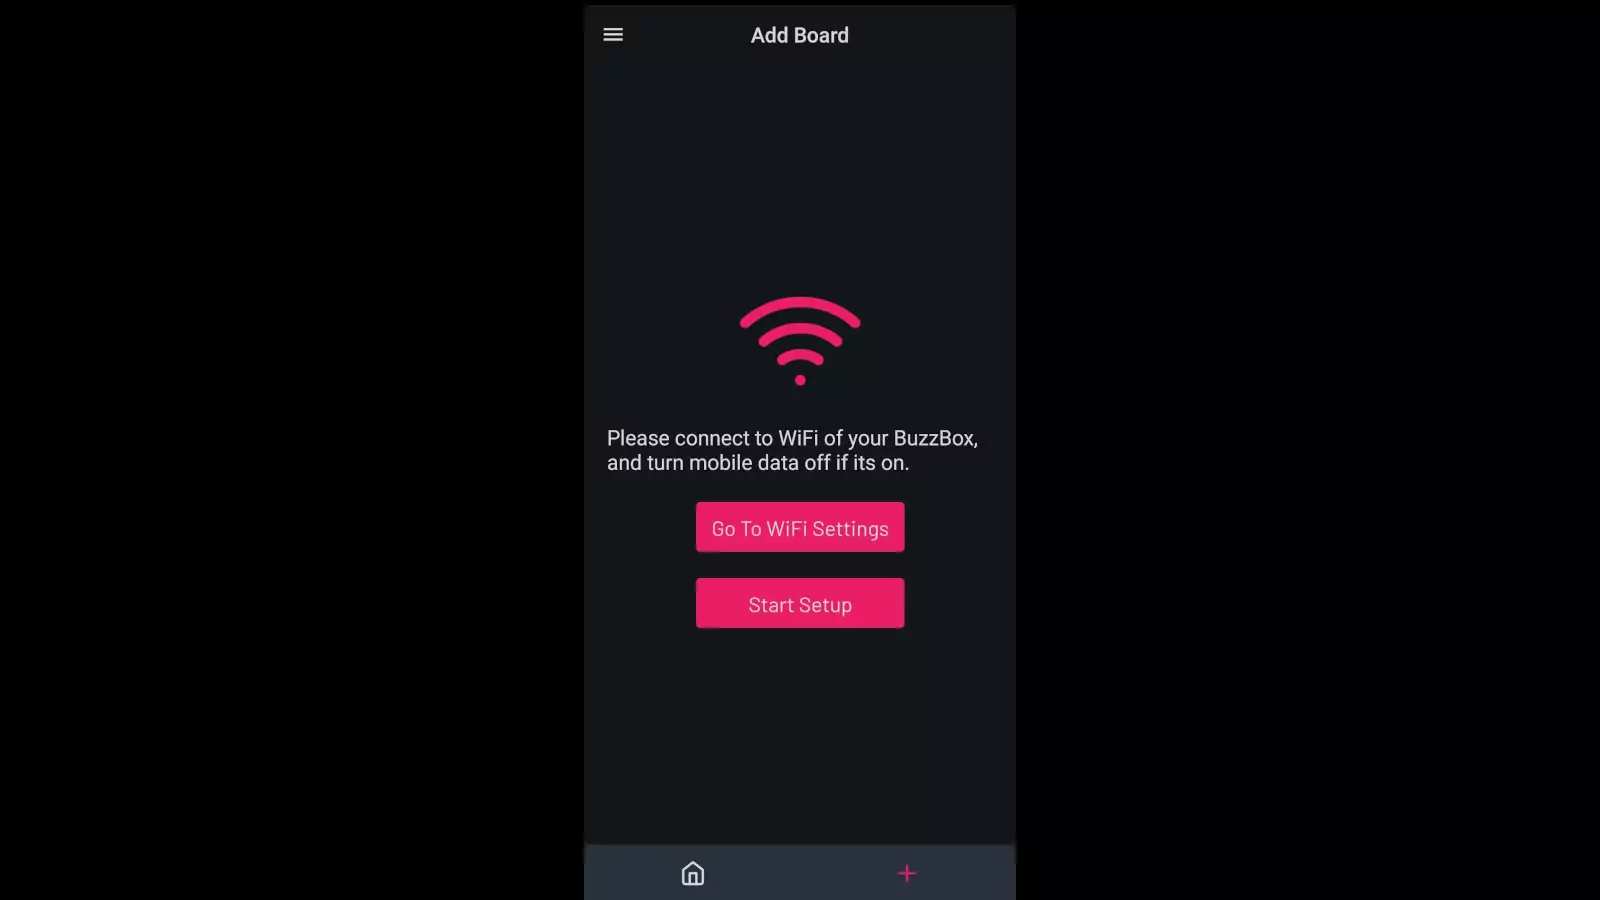 Add Board
Please connect to WiFi of your BuzzBox,
and turn mobile data off if its on.
Go To WiFi Settings
Start Setup